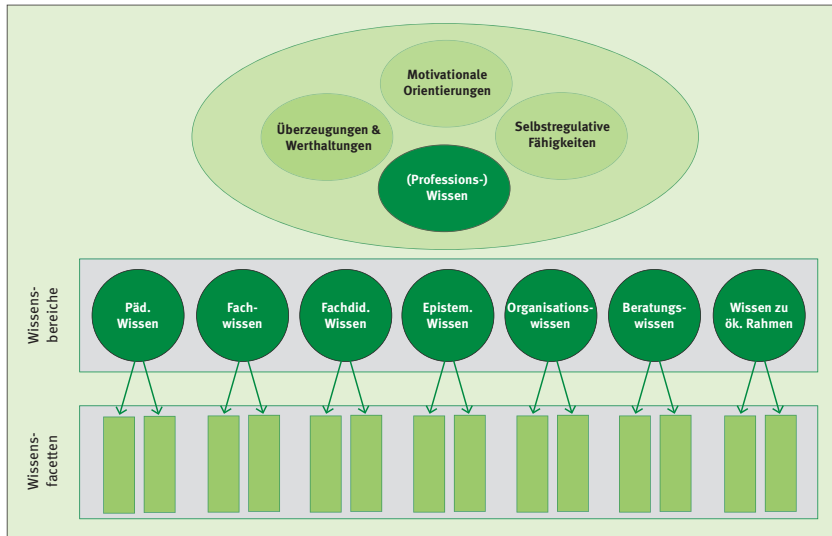 Motivationale
Orientierungen
Überzeugungen &
Werthaltungen
Selbstregulative
Fähigkeiten
(Professions-)
Wissen
Wissens-
bereiche
Päd.
Wissen
Fach-
wissen
Fachdid.
Wissen
Epistem.
Wissen
Organisations-
wissen
Beratungs-
wissen
Wissen zu
ök. Rahmen
Wissens-
facetten